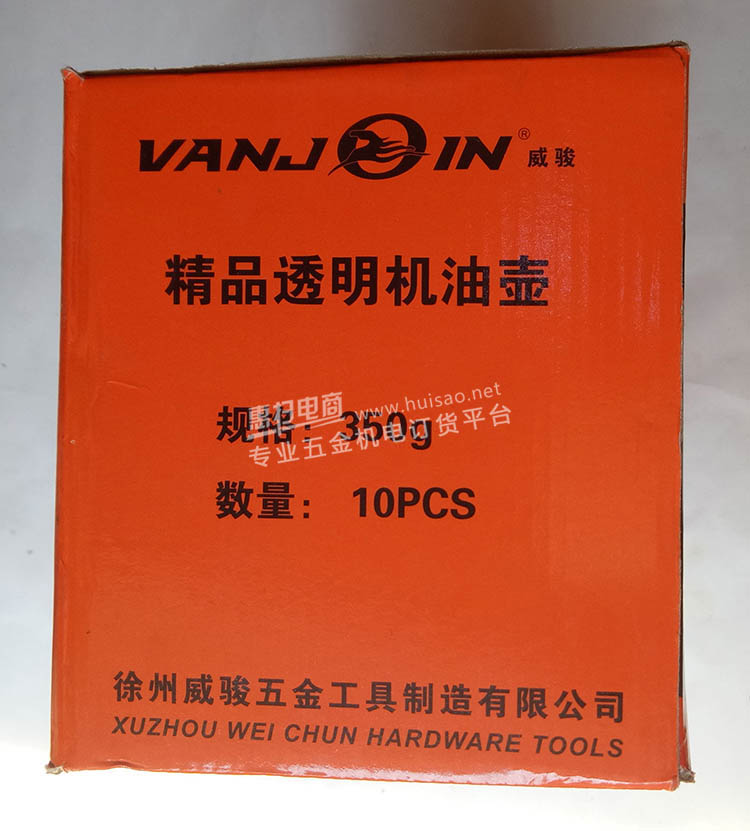 VANJOIN® 威骏
精品透明机油壶
规格：350g
数量：10PCS
徐州威骏五金工具制造有限公司
XUZHOU WEI CHUN HARDWARE TOOLS
电商 www.huisao.net
专业五金机电订货平台